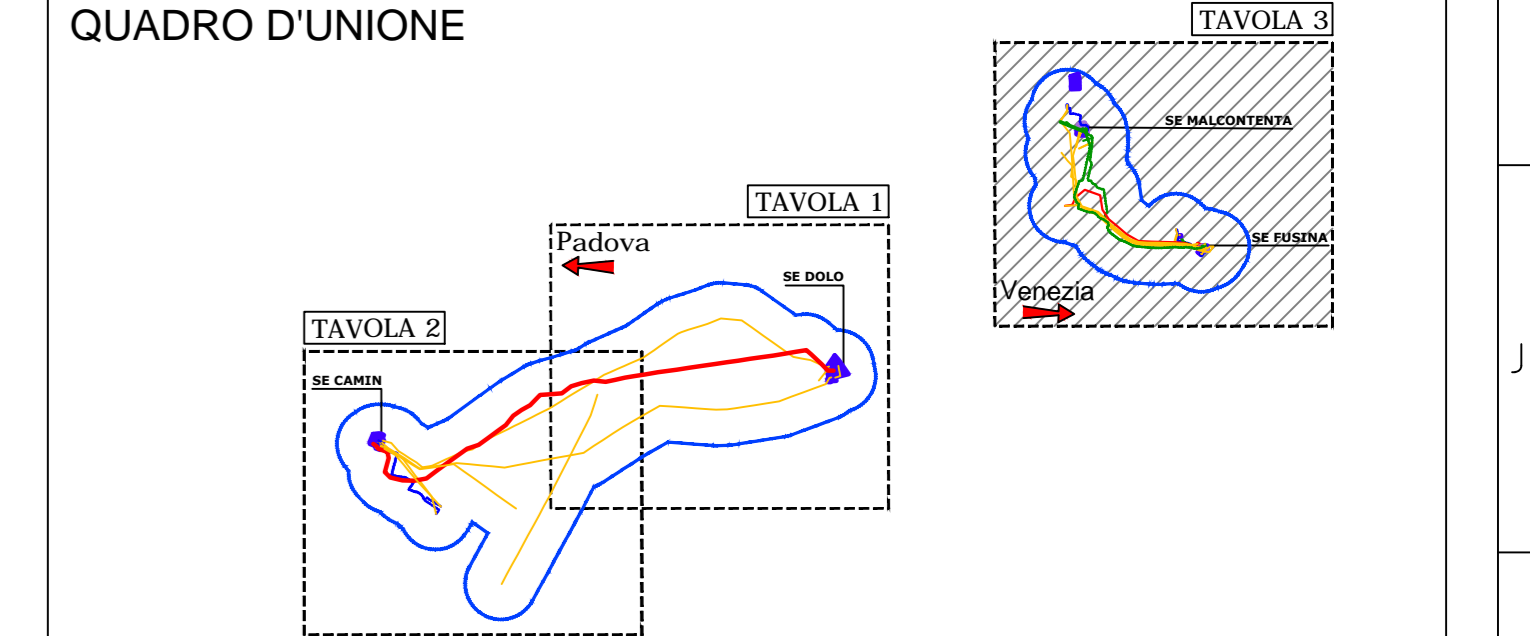 QUADRO D'UNIONE
TAVOLA 3
SE MALCONTENTA
SE FUSINA
Venezia
TAVOLA 1
Padova
SE DOLO
TAVOLA 2
SE CAMIN